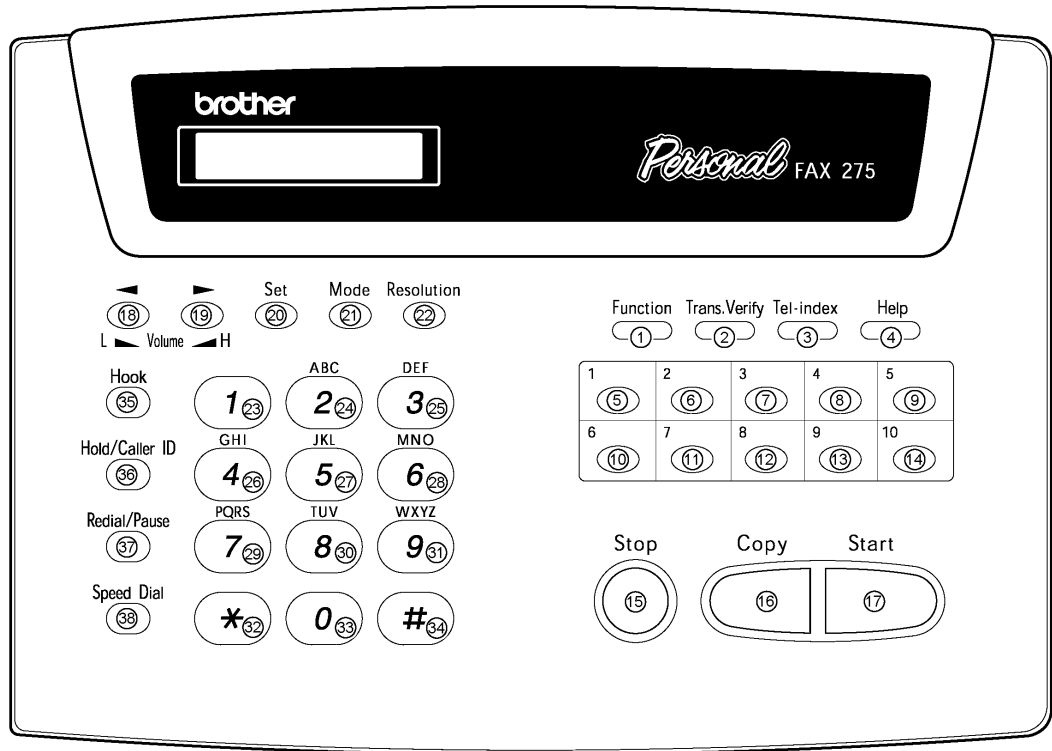 brother
Personal FAX 275
Set Mode Resolution
18 19 20 21 22
L Volume H
Function Trans.Verify Tel-index Help
1 2 3 4
1 2 3 4 5
5 6 7 8 9
6 7 8 9 10
10 11 12 13 14
Hook
35
ABC DEF
1 23 2 24 3 25
Hold/Caller ID
36
GHI JKL MNO
4 26 5 27 6 28
Redial/Pause
37
PQRS TUV WXYZ
7 29 8 30 9 31
Speed Dial
38
* 32 0 33 # 34
Stop Copy Start
15 16 17